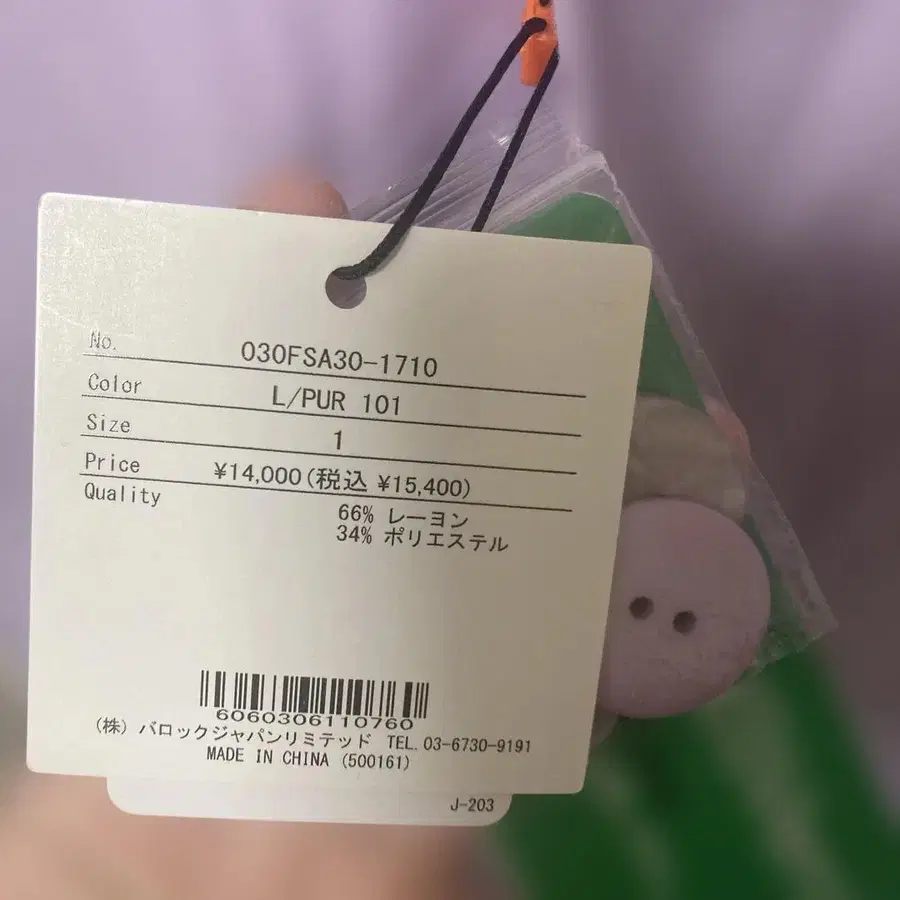 No. 030FSA30-1710
Color L/PUR 101
Size 1
Price ¥14,000(税込 ¥15,400)
Quality
66% レーヨン
34% ポリエステル
6060306110760
(株) バロックジャパンリミテッド TEL.03-6730-9191
MADE IN CHINA (500161)
J-203